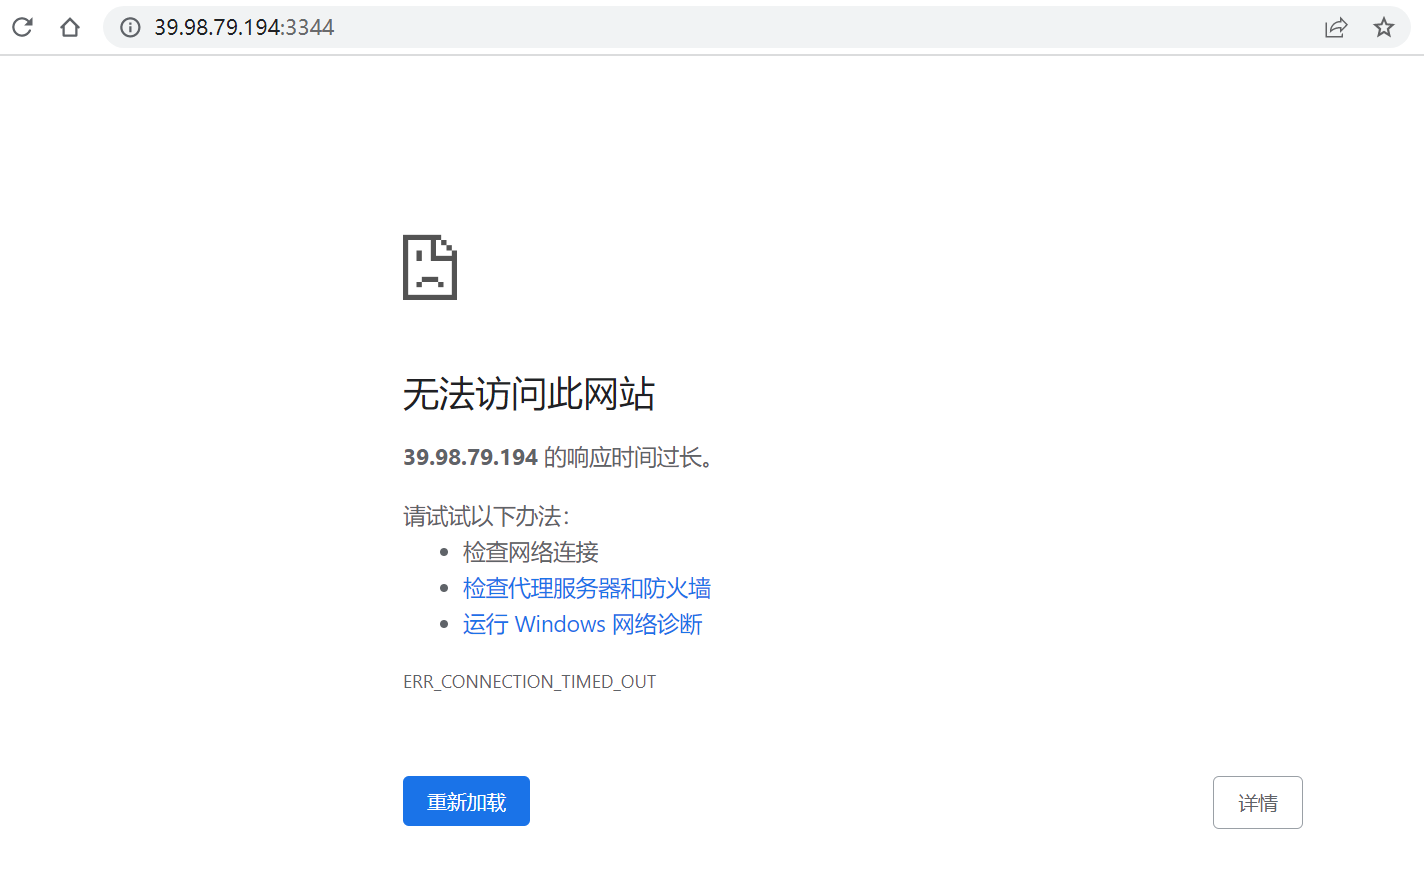 39.98.79.194:3344
无法访问此网站
39.98.79.194 的响应时间过长。
请试试以下办法：
检查网络连接
检查代理服务器和防火墙
运行 Windows 网络诊断
ERR_CONNECTION_TIMED_OUT
重新加载
详情